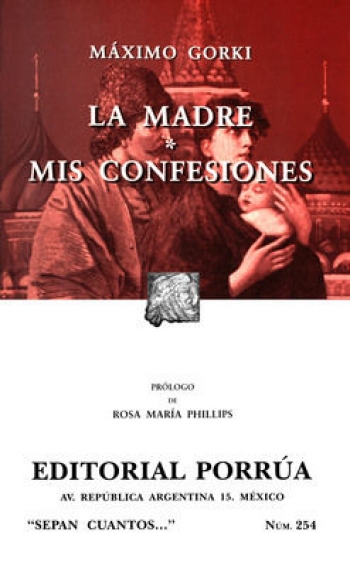 MÁXIMO GORKI
LA MADRE
*
MIS CONFESIONES
PRÓLOGO
DE
ROSA MARÍA PHILLIPS
EDITORIAL PORRÚA
AV. REPÚBLICA ARGENTINA 15. MÉXICO
“SEPAN CUANTOS...” NÚM. 254